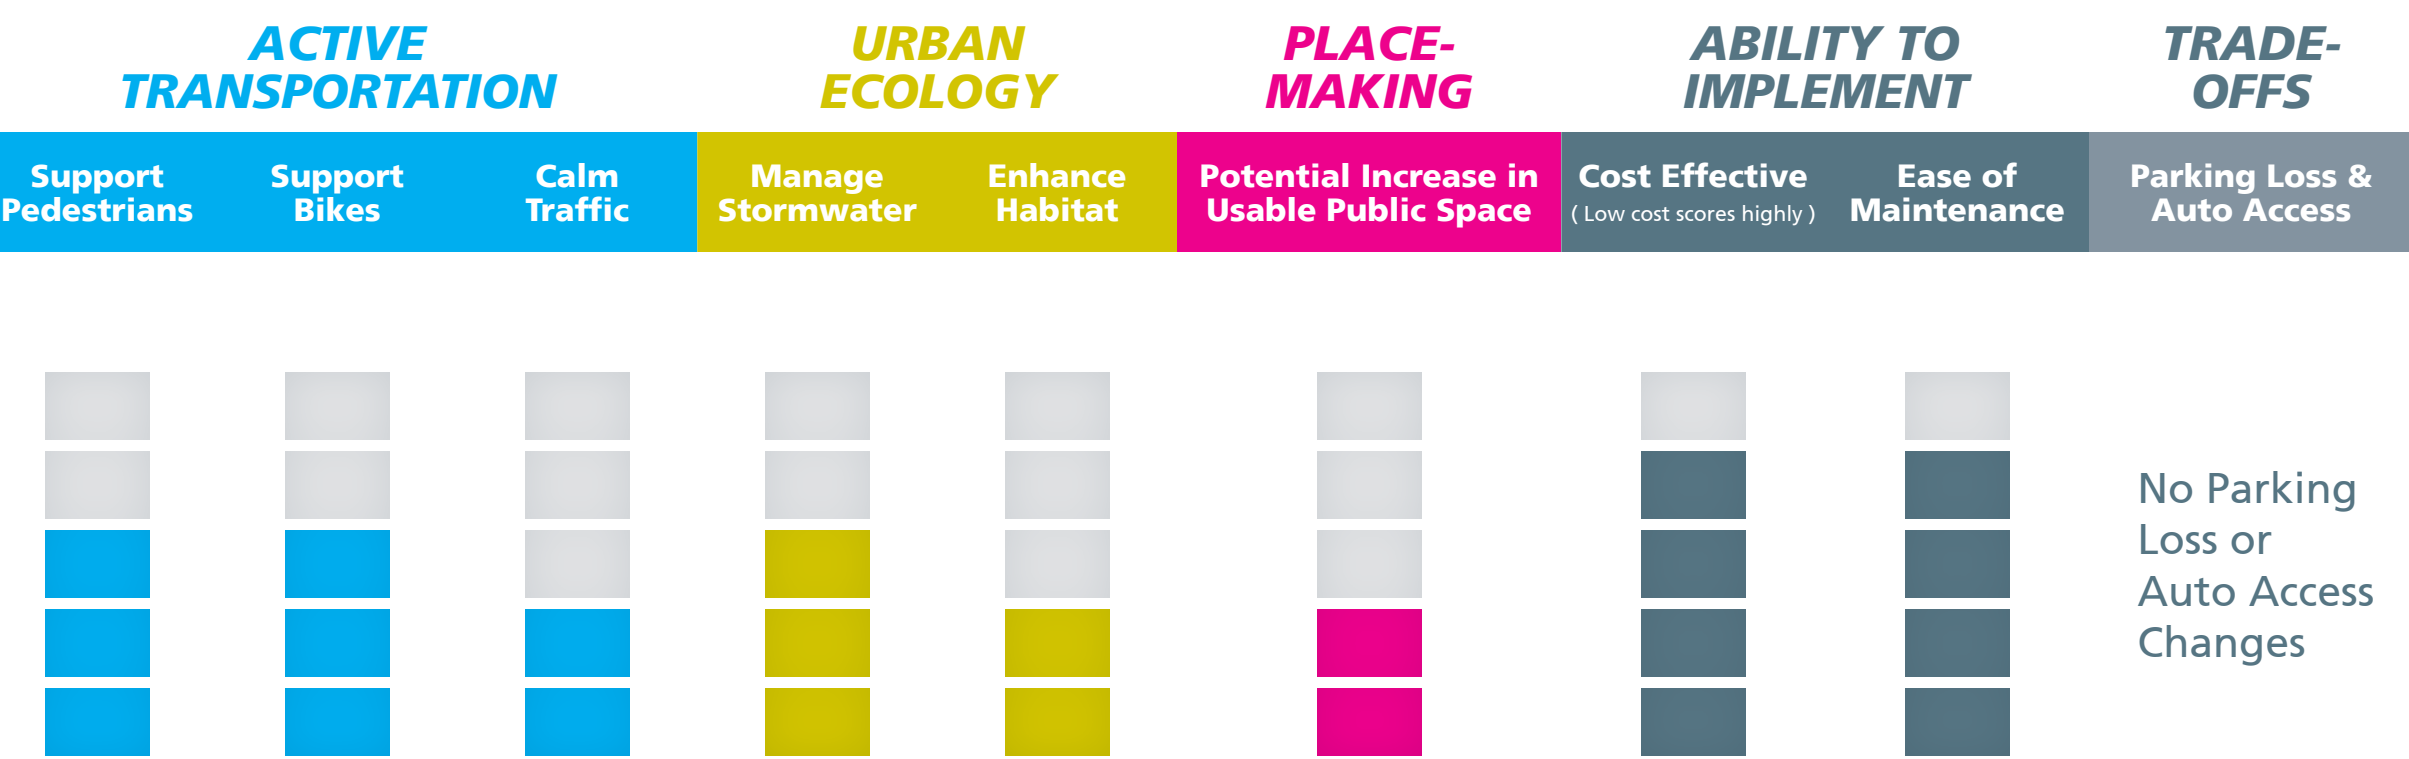 ACTIVE
TRANSPORTATION
URBAN
ECOLOGY
PLACE-
MAKING
ABILITY TO
IMPLEMENT
TRADE-
OFFS
Support
Pedestrians
Support
Bikes
Calm
Traffic
Manage
Stormwater
Enhance
Habitat
Potential Increase in
Usable Public Space
Cost Effective
( Low cost scores highly )
Ease of
Maintenance
Parking Loss &
Auto Access
No Parking
Loss or
Auto Access
Changes